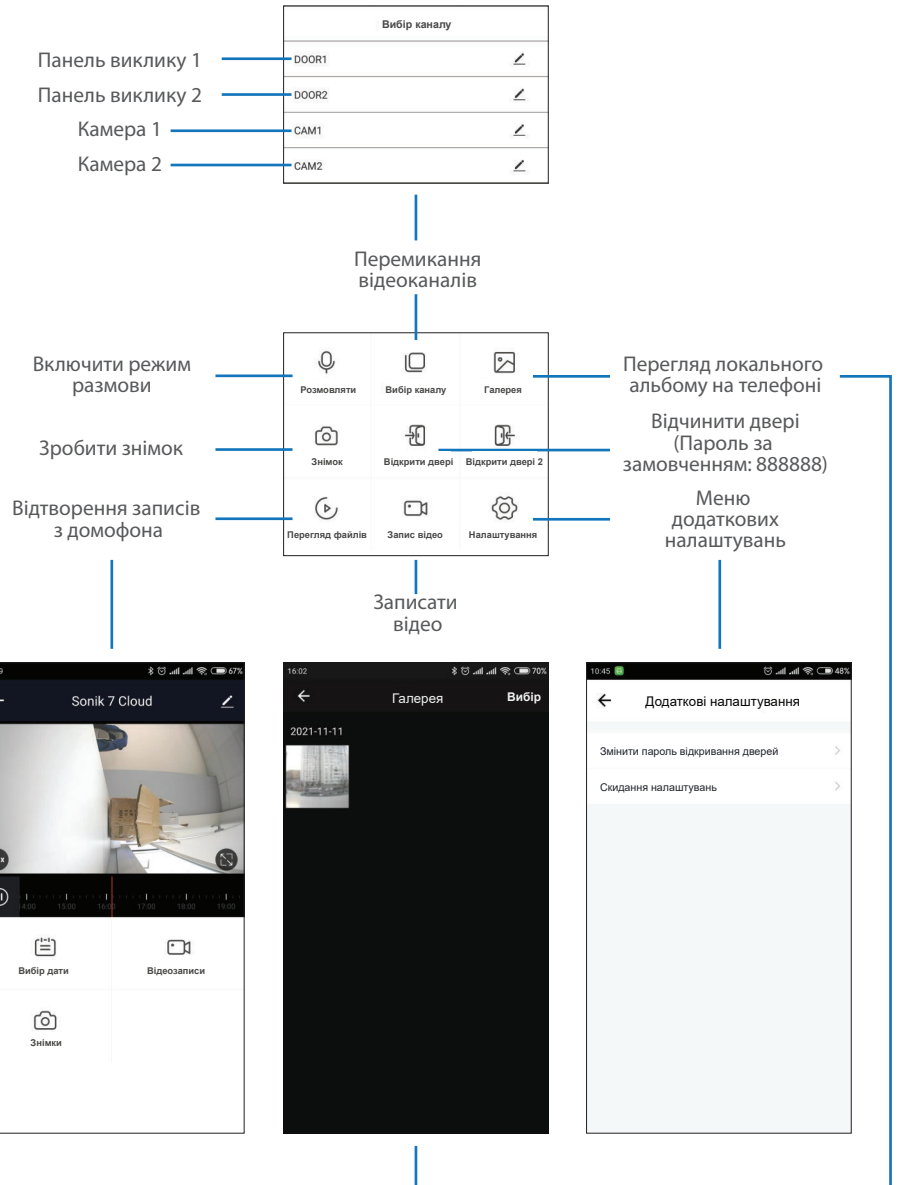 Вибір каналу
Панель виклику 1
DOOR1
Панель виклику 2
DOOR2
Камера 1
CAM1
Камера 2
CAM2
Перемикання
відеоканалів
Включити режим
размови
Зробити знімок
Відтворення записів
з домофона
Розмовляти
Вибір каналу
Галерея
Знімок
Відкрити двері
Відкрити двері 2
Перегляд файлів
Запис відео
Налаштування
Перегляд локального
альбому на телефоні
Відчинити двері
(Пароль за
замовченням: 888888)
Меню
додаткових
налаштувань
Записати
відео
67%
Sonik 7 Cloud
15:00
17:00
18:00
19:00
Вибір дати
Відеозаписи
Знімки
16:02
70%
Галерея
Вибір
2021-11-11
10:45
48%
Додаткові налаштування
Змінити пароль відкривання дверей
Скидання налаштувань